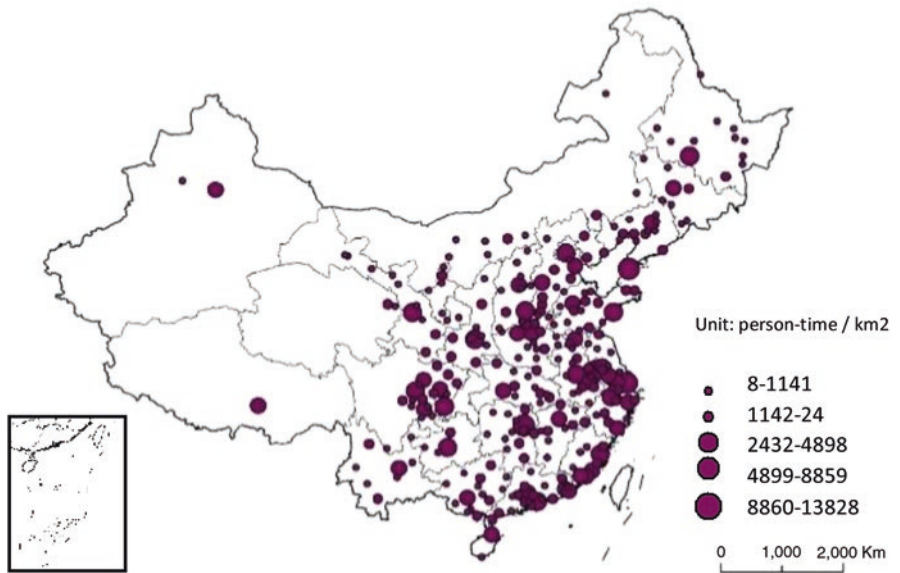 Unit: person-time / km2
8-1141
1142-24
2432-4898
4899-8859
8860-13828
0 1,000 2,000 Km